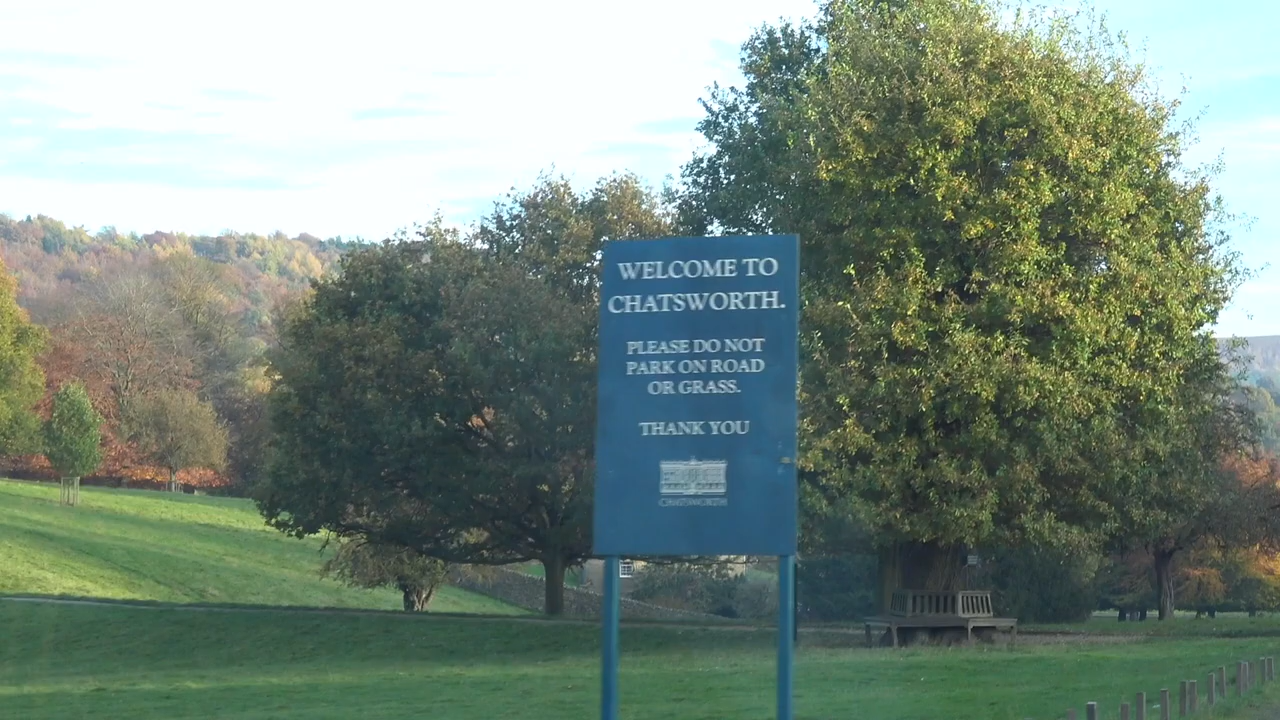 WELCOME TO
CHATSWORTH.
PLEASE DO NOT
PARK ON ROAD
OR GRASS.
THANK YOU
CHATSWORTH